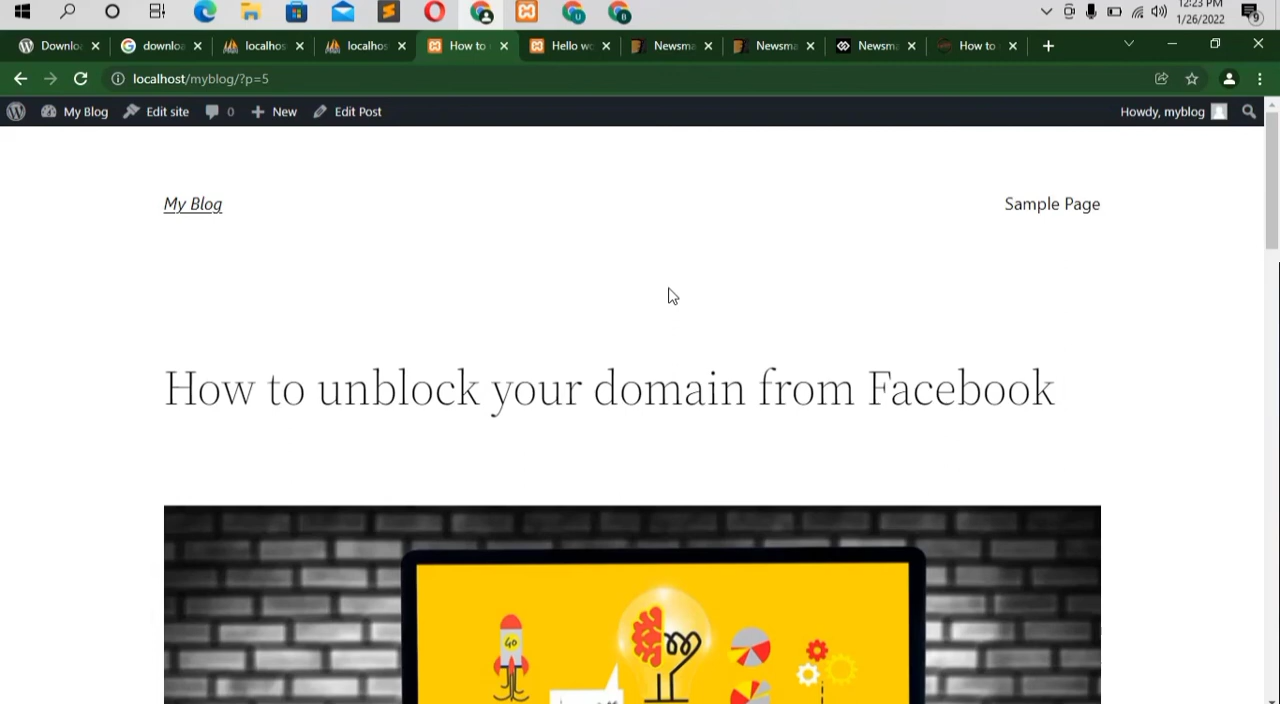 12:23 PM
1/26/2022
9
Downlo
downloa
localhos
localhos
How to
Hello wo
Newsma
Newsma
Newsma
How to
localhost/myblog/?p=5
My Blog
Edit site
0
New
Edit Post
Howdy, myblog
My Blog
Sample Page
How to unblock your domain from Facebook
GO